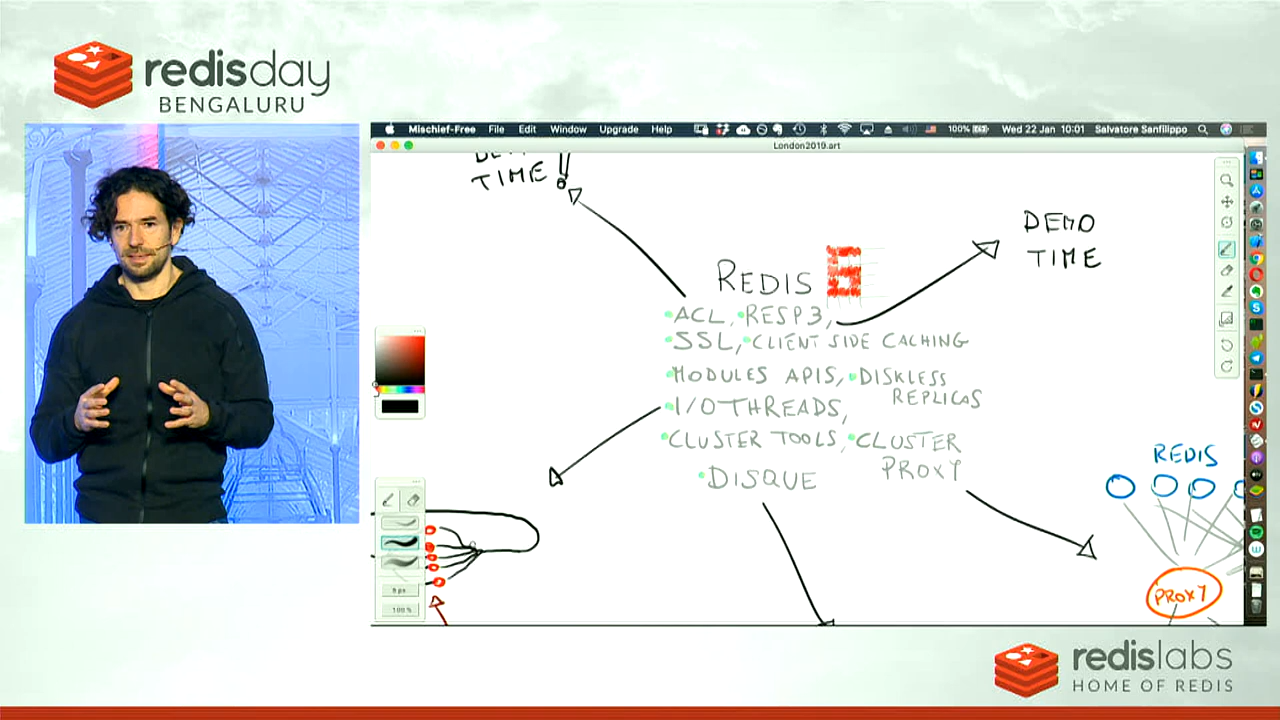 redisday
BENGALURU
Mischief-Free File Edit Window Upgrade Help 100% Wed 22 Jan 10:01 Salvatore Sanfilippo
London2019.art
TIME!!
DEMO
TIME
REDIS 6
•ACL, •RESP3,
•SSL, •CLIENT SIDE CACHING
•MODULES APIS, •DISKLESS
REPLICAS
•I/O THREADS,
•CLUSTER TOOLS, •CLUSTER
PROXY
•DISQUE
REDIS
PROXY
100%
redislabs
HOME OF REDIS